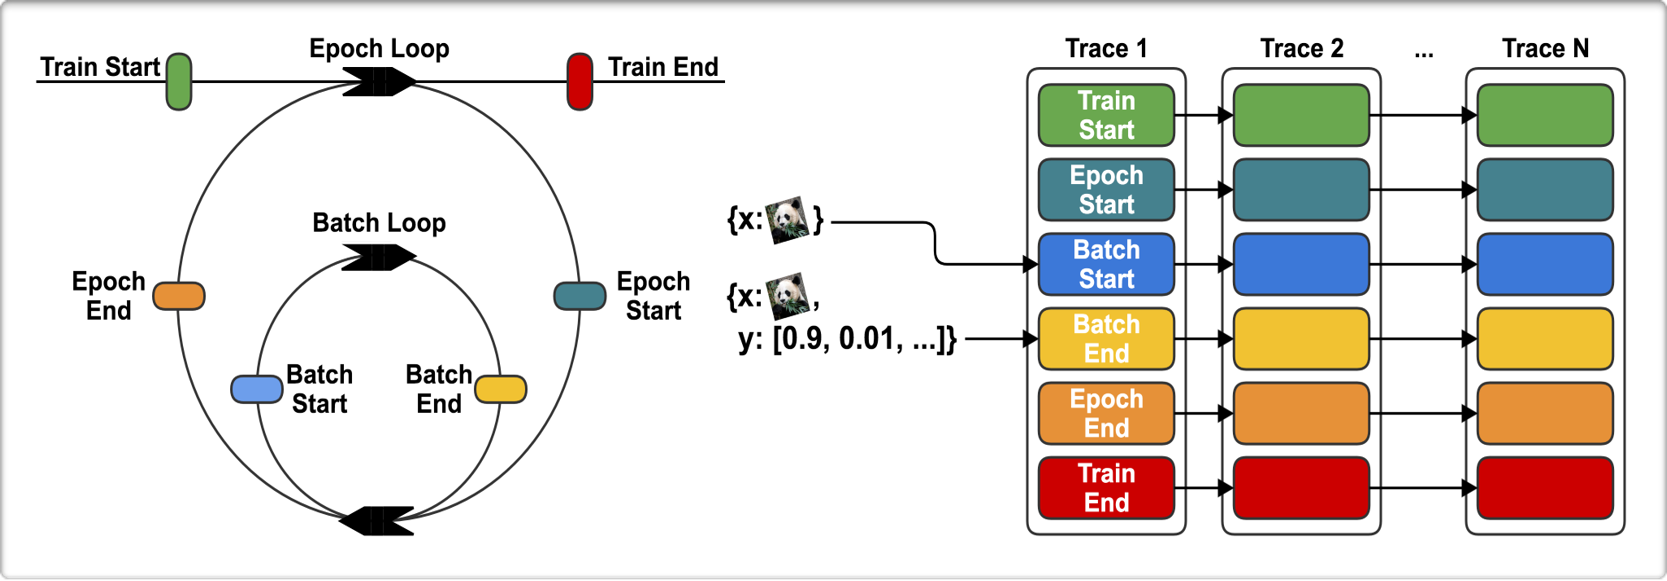 Train Start
Epoch Loop
Train End
Batch Loop
Epoch
End
Epoch
Start
Batch
Start
Batch
End
{x: }
{x: ,
y: [0.9, 0.01, ...]}
Trace 1
Trace 2
...
Trace N
Train
Start
Epoch
Start
Batch
Start
Batch
End
Epoch
End
Train
End